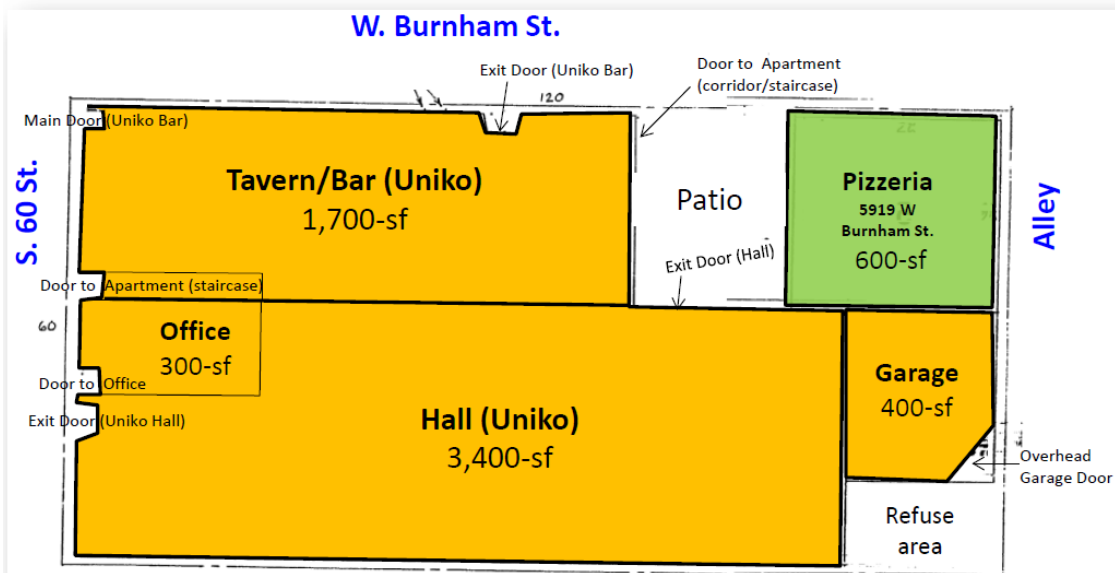 W. Burnham St.
Exit Door (Uniko Bar)
Door to Apartment
(corridor/staircase)
120
Main Door (Uniko Bar)
S. 60 St.
Tavern/Bar (Uniko)
1,700-sf
Patio
Pizzeria
5919 W
Burnham St.
600-sf
Alley
Exit Door (Hall)
Door to Apartment (staircase)
60
Office
300-sf
Door to Office
Exit Door (Uniko Hall)
Hall (Uniko)
3,400-sf
Garage
400-sf
Overhead
Garage Door
Refuse
area